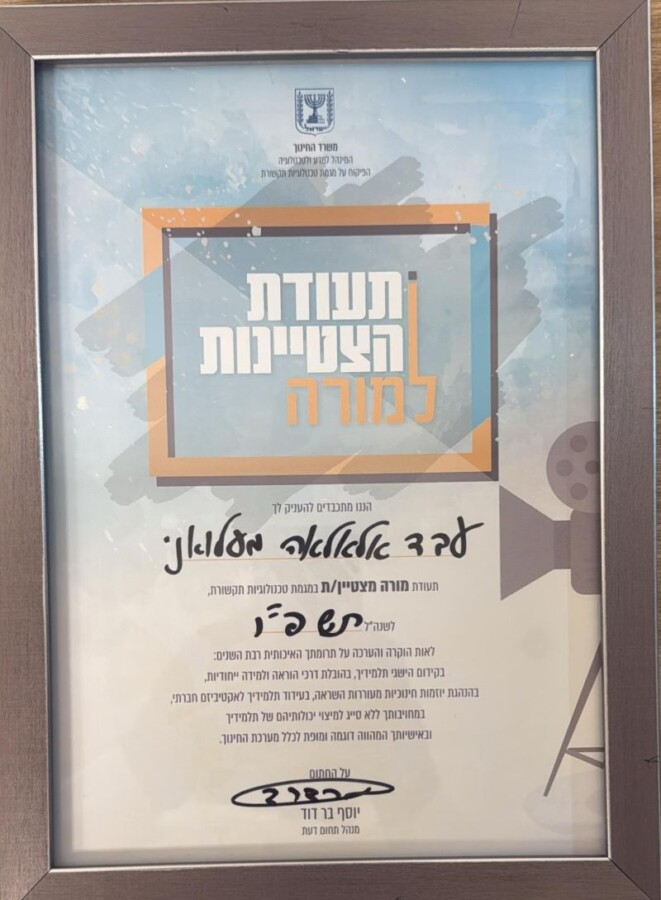 ישראל
משרד החינוך
המינהל למדע וטכנולוגיה
הפיקוח על מגמת טכנולוגיות תקשורת
תעודת
הצטיינות
למורה
הננו מתכבדים להעניק לך
עבד אלאלאה מעלואני
תעודת מורה מצטיין/ת במגמת טכנולוגיות תקשורת,
לשנה"ל תשפ"ו
לאות הוקרה והערכה על תרומתך האיכותית רבת השנים:
בקידום הישגי תלמידיך, בהובלת דרכי הוראה ולמידה ייחודיות,
בהנהגת יוזמות חינוכיות מעוררות השראה, בעידוד תלמידיך לאקטיביזם חברתי,
במחויבותך ללא סייג למיצוי יכולותיהם של תלמידיך
ובאישיותך המהווה דוגמה ומופת לכלל מערכת החינוך.
על החתום
יוסף בר דוד
מנהל תחום דעת